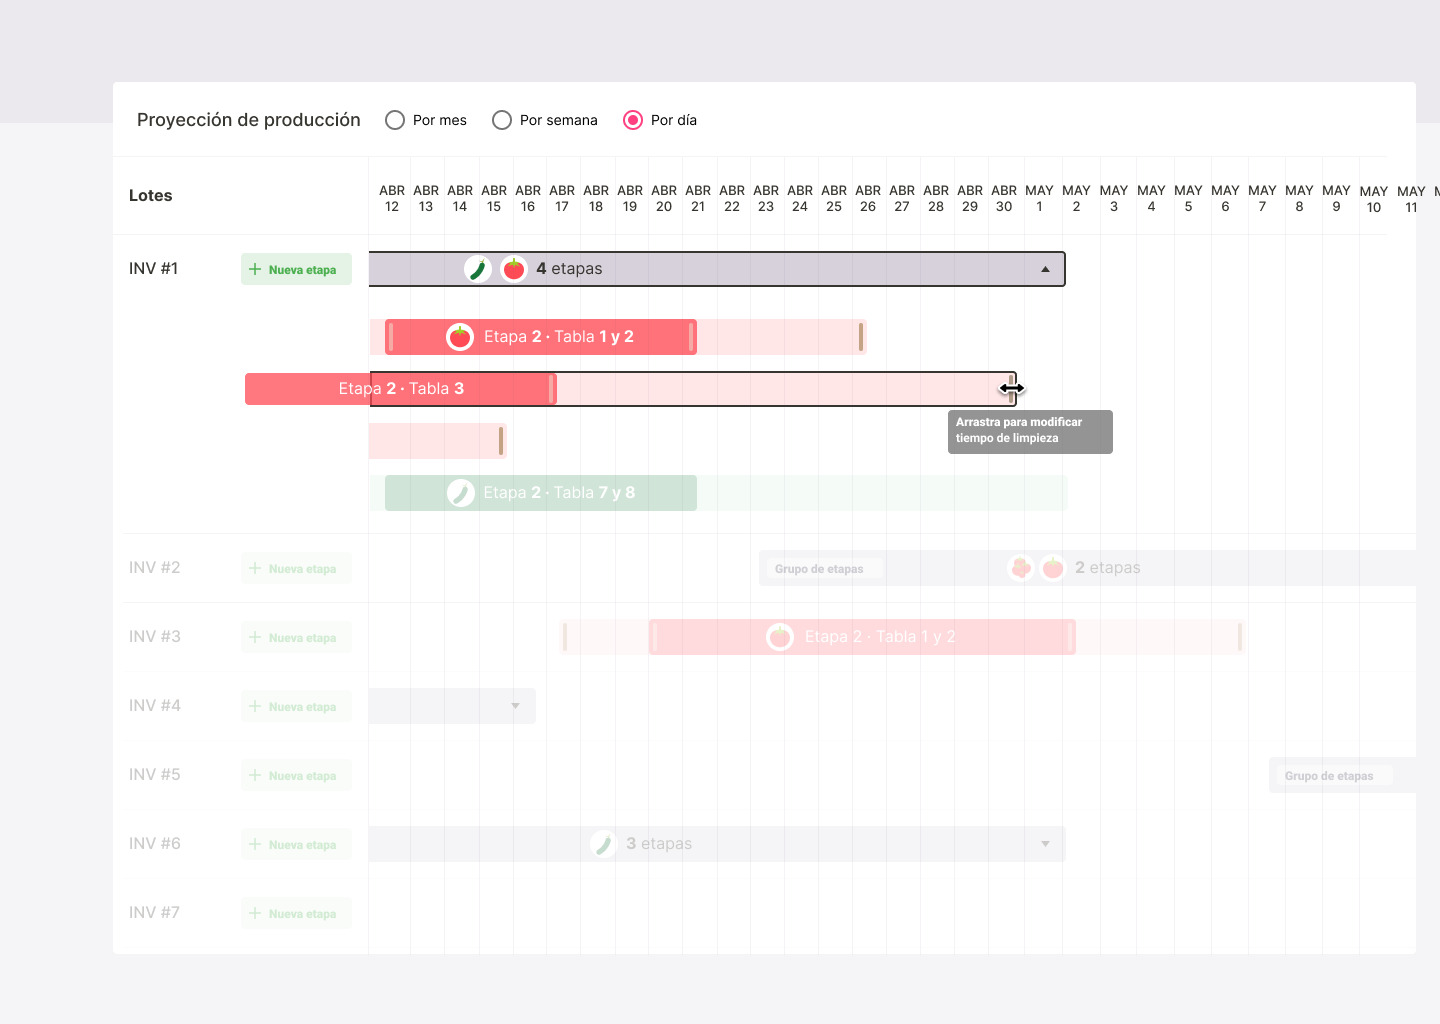 Proyección de producción
Por mes
Por semana
Por día
Lotes
ABR 12
ABR 13
ABR 14
ABR 15
ABR 16
ABR 17
ABR 18
ABR 19
ABR 20
ABR 21
ABR 22
ABR 23
ABR 24
ABR 25
ABR 26
ABR 27
ABR 28
ABR 29
ABR 30
MAY 1
MAY 2
MAY 3
MAY 4
MAY 5
MAY 6
MAY 7
MAY 8
MAY 9
MAY 10
MAY 11
INV #1
+ Nueva etapa
4 etapas
Etapa 2 · Tabla 1 y 2
Etapa 2 · Tabla 3
Arrastra para modificar
tiempo de limpieza
Etapa 2 · Tabla 7 y 8
INV #2
+ Nueva etapa
Grupo de etapas
2 etapas
INV #3
+ Nueva etapa
Etapa 2 · Tabla 1 y 2
INV #4
+ Nueva etapa
INV #5
+ Nueva etapa
Grupo de etapas
INV #6
+ Nueva etapa
3 etapas
INV #7
+ Nueva etapa